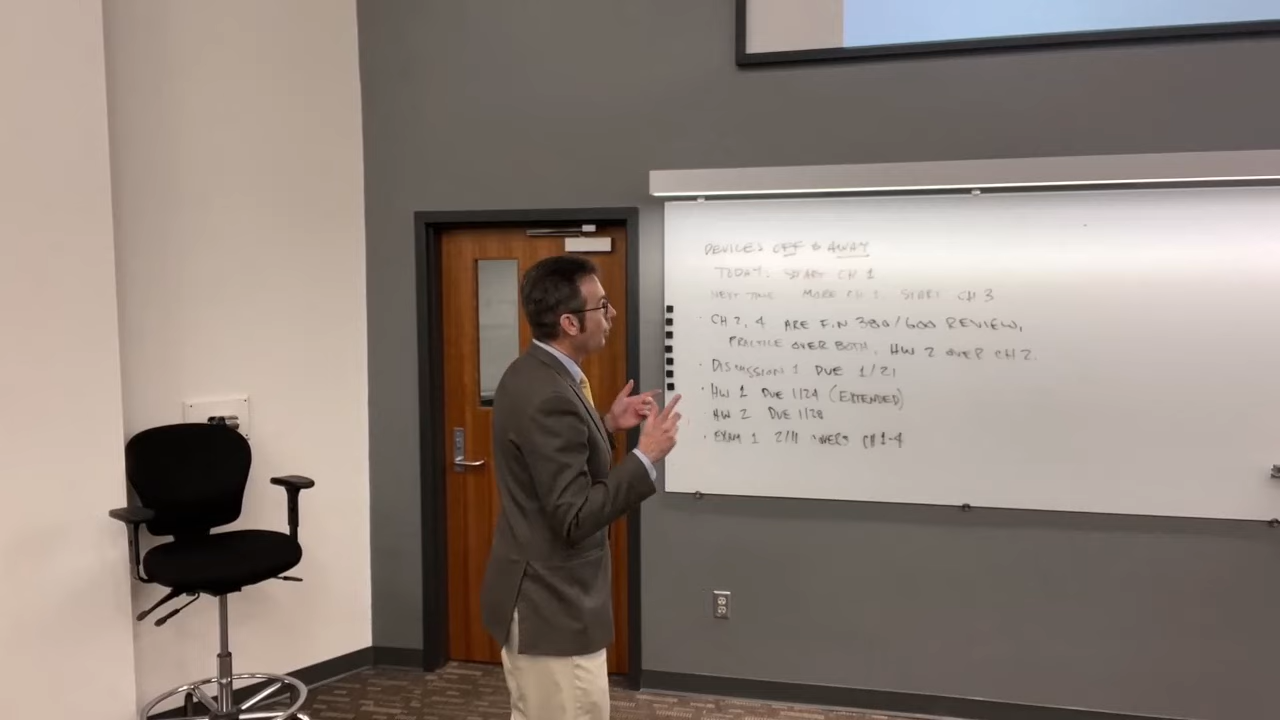 DEVICES OFF & AWAY
TODAY: START CH 1
NEXT TIME MORE CH 1, START CH 3
· CH 2, 4 ARE FIN 380/600 REVIEW,
PRACTICE OVER BOTH, HW 2 OVER CH 2.
· DISCUSSION 1 DUE 1/21
· HW 1 DUE 1/24 (EXTENDED)
HW 2 DUE 1/28
· EXAM 1 2/11 COVERS CH 1-4